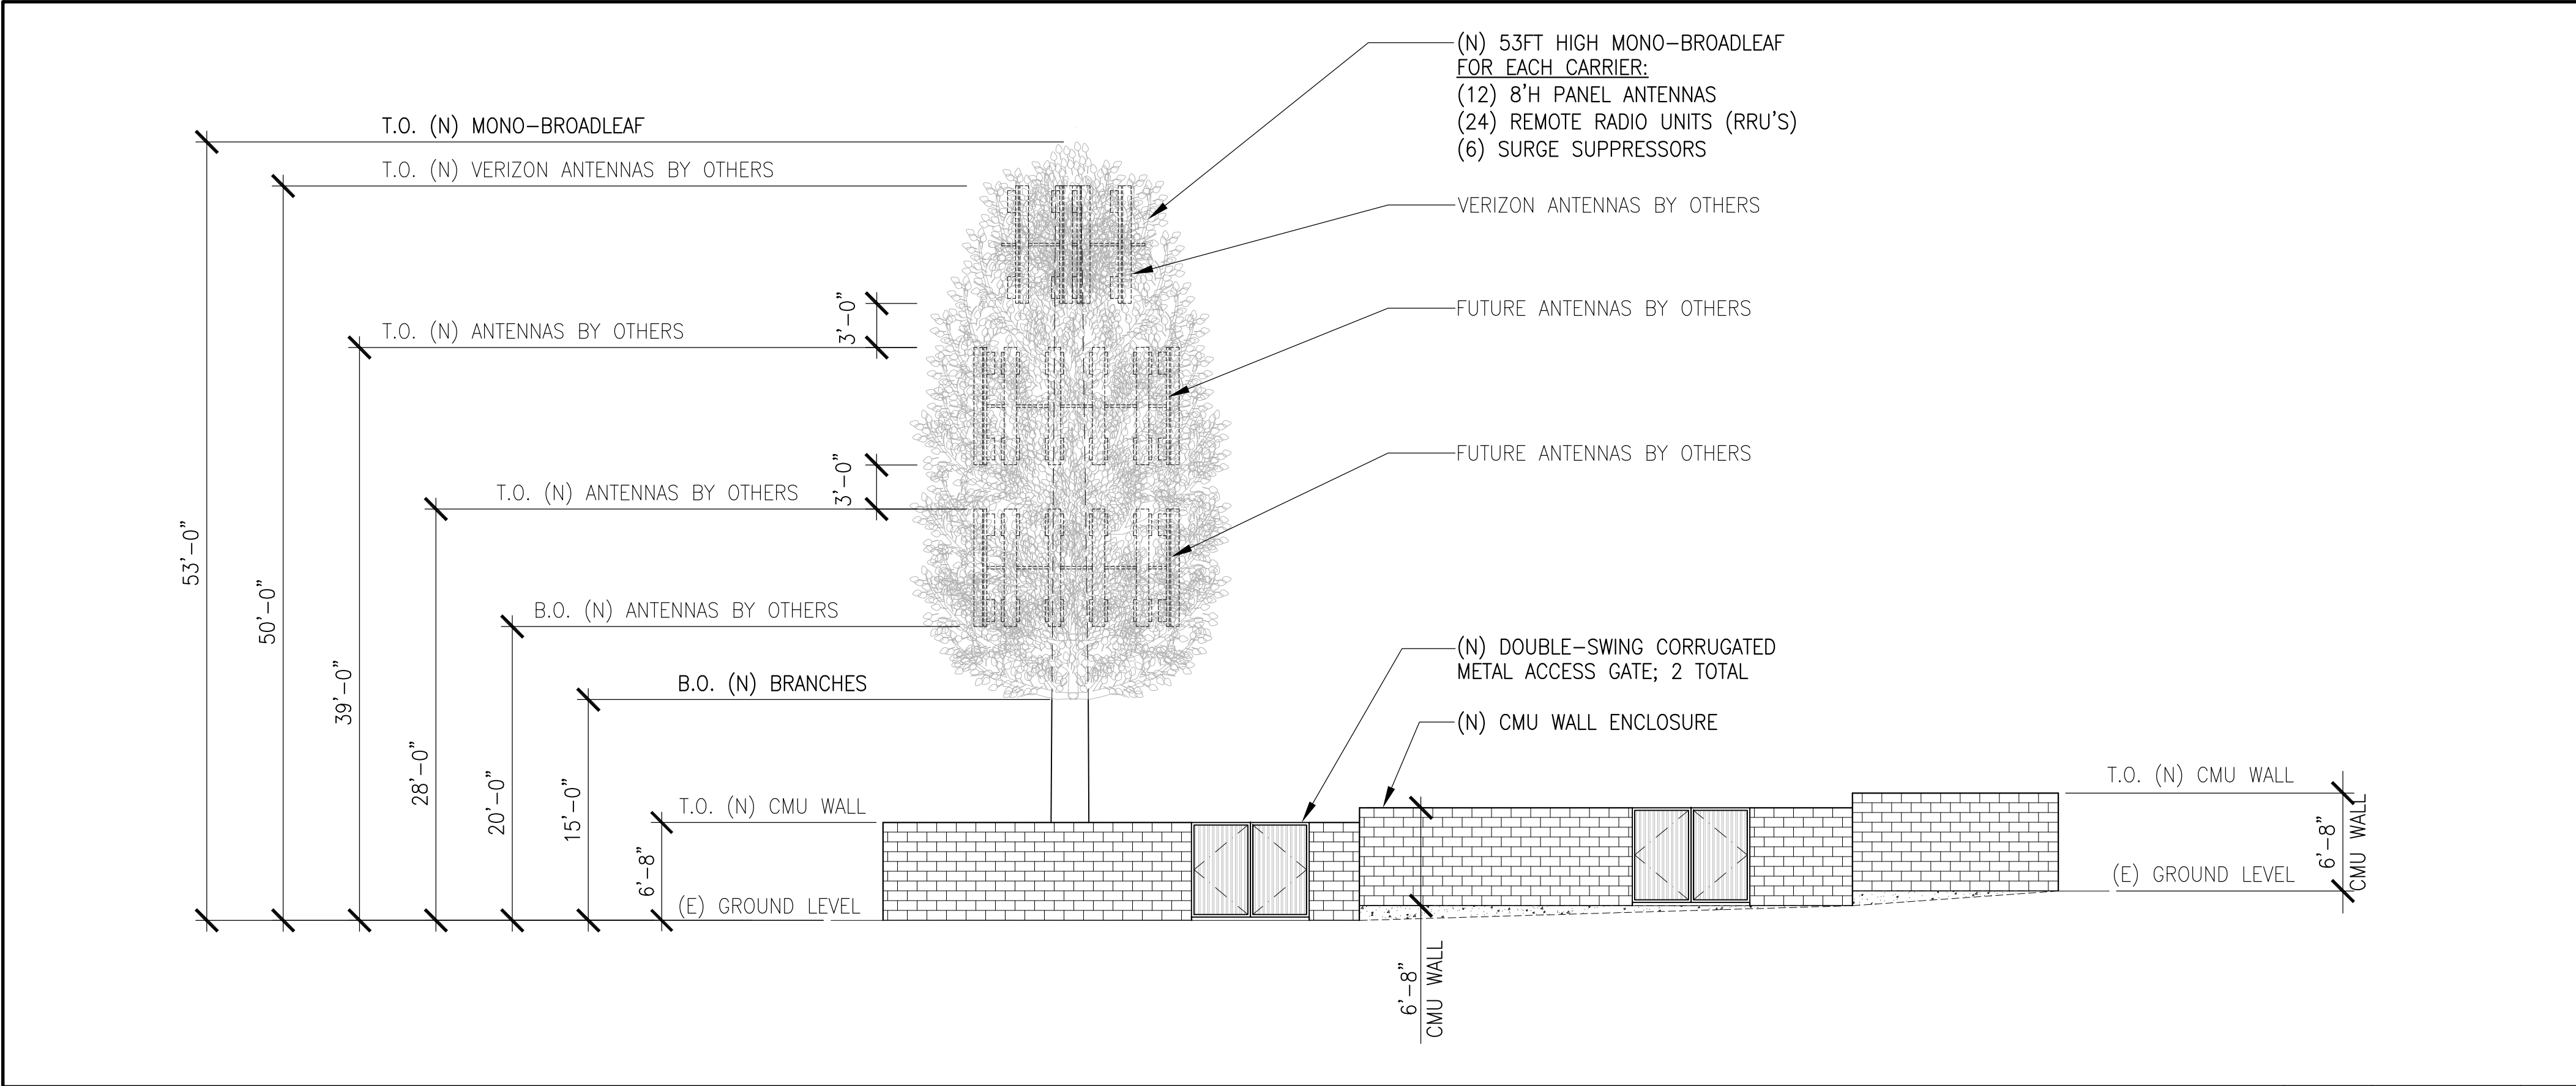 (N) 53FT HIGH MONO-BROADLEAF
FOR EACH CARRIER:
(12) 8'H PANEL ANTENNAS
(24) REMOTE RADIO UNITS (RRU'S)
(6) SURGE SUPPRESSORS
T.O. (N) MONO-BROADLEAF
T.O. (N) VERIZON ANTENNAS BY OTHERS
VERIZON ANTENNAS BY OTHERS
FUTURE ANTENNAS BY OTHERS
T.O. (N) ANTENNAS BY OTHERS
3'-0"
FUTURE ANTENNAS BY OTHERS
T.O. (N) ANTENNAS BY OTHERS
3'-0"
53'-0"
50'-0"
39'-0"
28'-0"
20'-0"
15'-0"
6'-8"
B.O. (N) ANTENNAS BY OTHERS
B.O. (N) BRANCHES
(N) DOUBLE-SWING CORRUGATED
METAL ACCESS GATE; 2 TOTAL
(N) CMU WALL ENCLOSURE
T.O. (N) CMU WALL
(E) GROUND LEVEL
T.O. (N) CMU WALL
(E) GROUND LEVEL
6'-8"
CMU WALL
6'-8"
CMU WALL